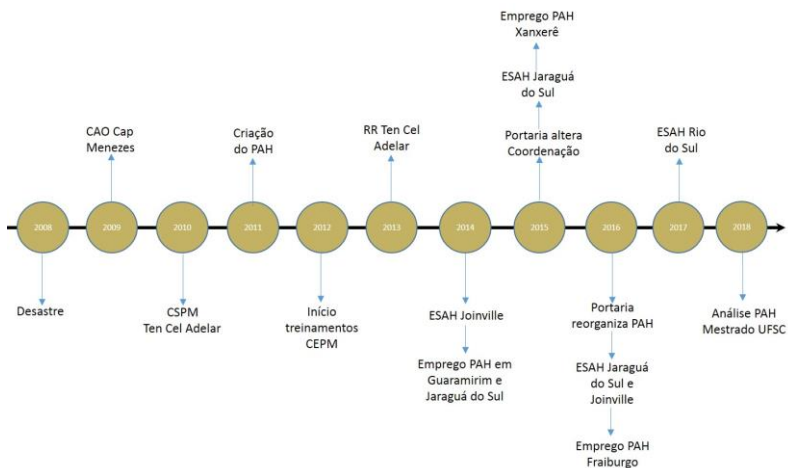 Emprego PAH
Xanxerê
ESAH Jaraguá
do Sul
CAO Cap
Menezes
Criação
do PAH
RR Ten Cel
Adelar
Portaria altera
Coordenação
ESAH Rio
do Sul
2008
2009
2010
2011
2012
2013
2014
2015
2016
2017
2018
Desastre
CSPM
Ten Cel Adelar
Início
treinamentos
CEPM
ESAH Joinville
Emprego PAH em
Guaramirim e
Jaraguá do Sul
Portaria
reorganiza PAH
ESAH Jaraguá
do Sul e
Joinville
Emprego PAH
Fraiburgo
Análise PAH
Mestrado UFSC